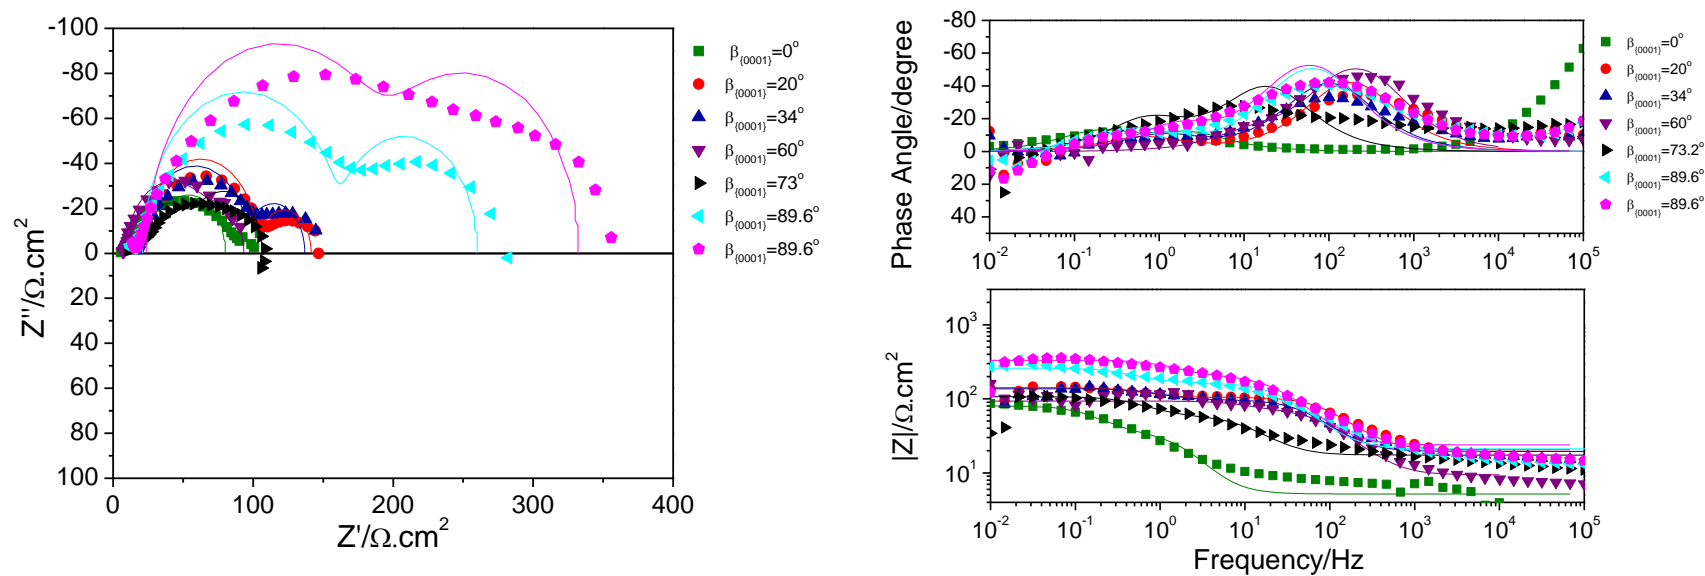 -100
-80
-60
-40
-20
0
20
40
60
80
100
Z''/Ω.cm²
0 100 200 300 400
Z'/Ω.cm²
β{0001}=0°
β{0001}=20°
β{0001}=34°
β{0001}=60°
β{0001}=73°
β{0001}=89.6°
β{0001}=89.6°
-80
-60
-40
-20
0
20
40
Phase Angle/degree
10⁻² 10⁻¹ 10⁰ 10¹ 10² 10³ 10⁴ 10⁵
β{0001}=0°
β{0001}=20°
β{0001}=34°
β{0001}=60°
β{0001}=73.2°
β{0001}=89.6°
β{0001}=89.6°
10³
10²
10¹
|Z|/Ω.cm²
10⁻² 10⁻¹ 10⁰ 10¹ 10² 10³ 10⁴ 10⁵
Frequency/Hz